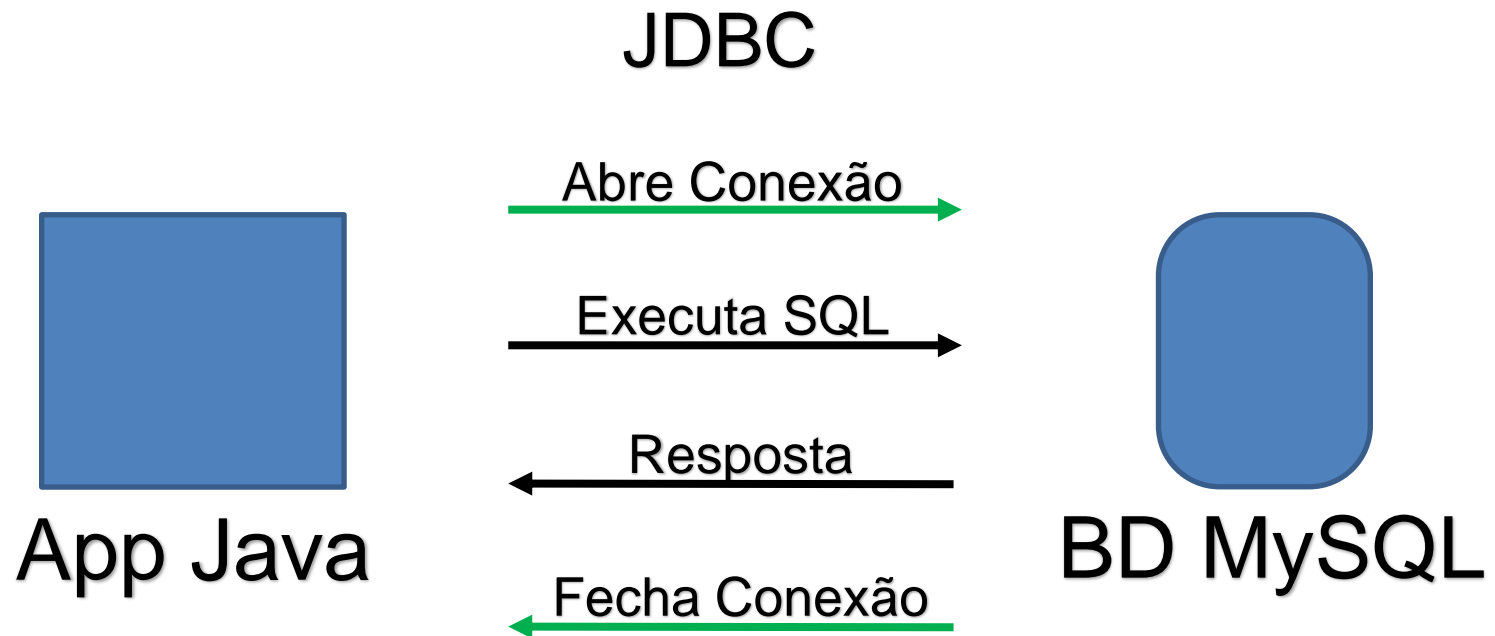 JDBC
Abre Conexão
Executa SQL
Resposta
App Java
BD MySQL
Fecha Conexão